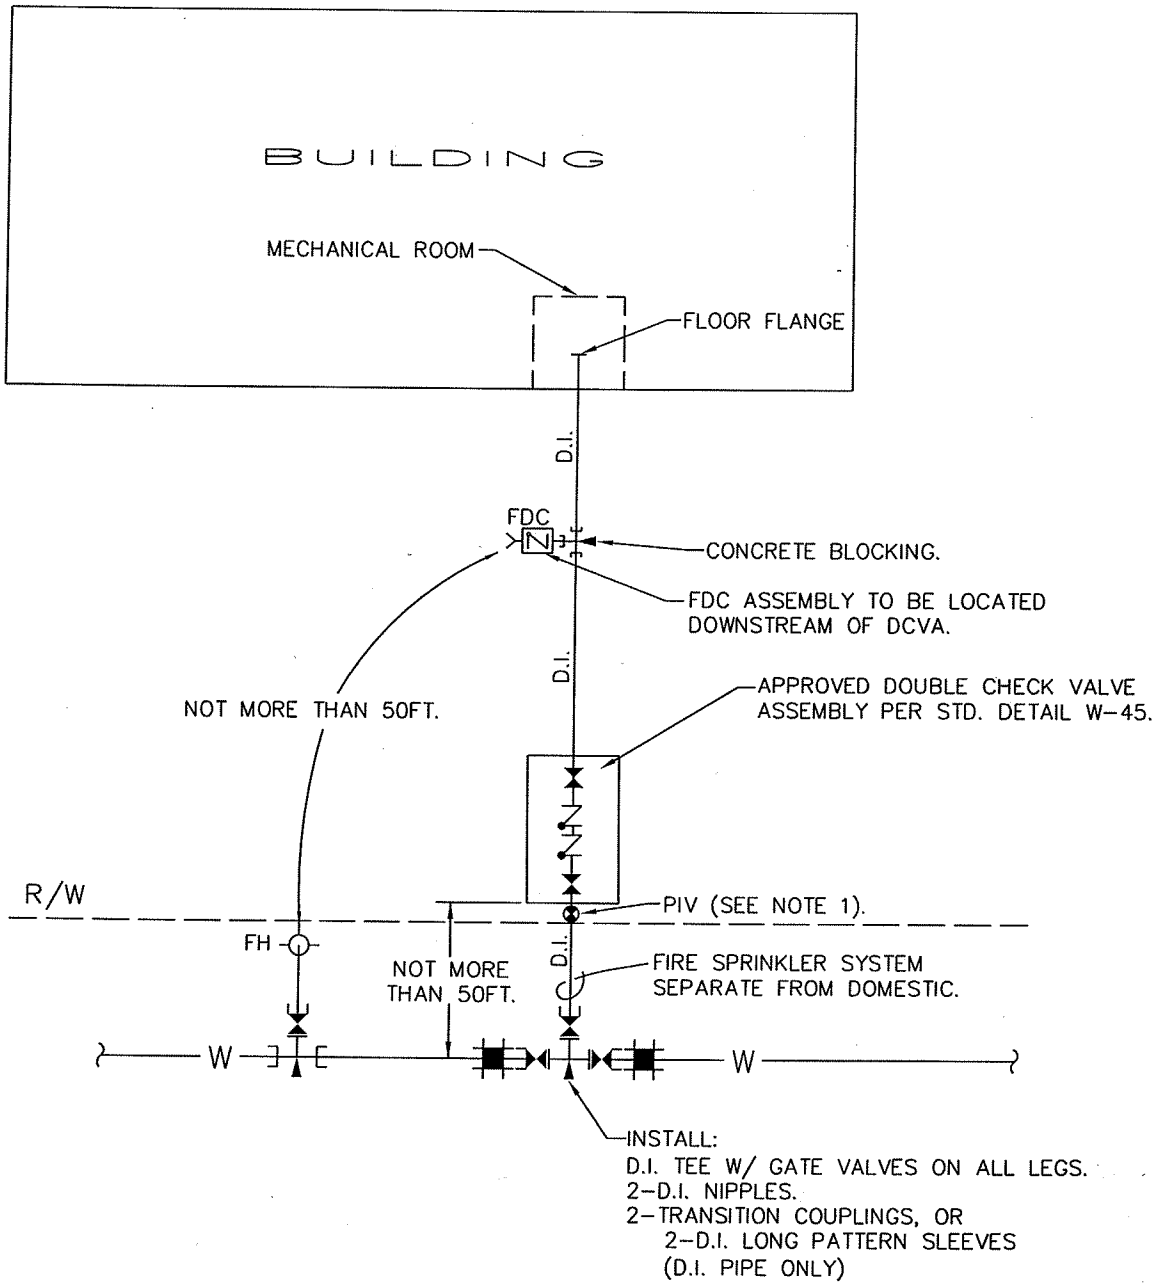 BUILDING
MECHANICAL ROOM
FLOOR FLANGE
D.I.
FDC
CONCRETE BLOCKING.
FDC ASSEMBLY TO BE LOCATED
DOWNSTREAM OF DCVA.
D.I.
APPROVED DOUBLE CHECK VALVE
ASSEMBLY PER STD. DETAIL W-45.
NOT MORE THAN 50FT.
R/W
PIV (SEE NOTE 1).
FH
D.I.
NOT MORE
THAN 50FT.
FIRE SPRINKLER SYSTEM
SEPARATE FROM DOMESTIC.
W
W
INSTALL:
D.I. TEE W/ GATE VALVES ON ALL LEGS.
2-D.I. NIPPLES.
2-TRANSITION COUPLINGS, OR
2-D.I. LONG PATTERN SLEEVES
(D.I. PIPE ONLY)